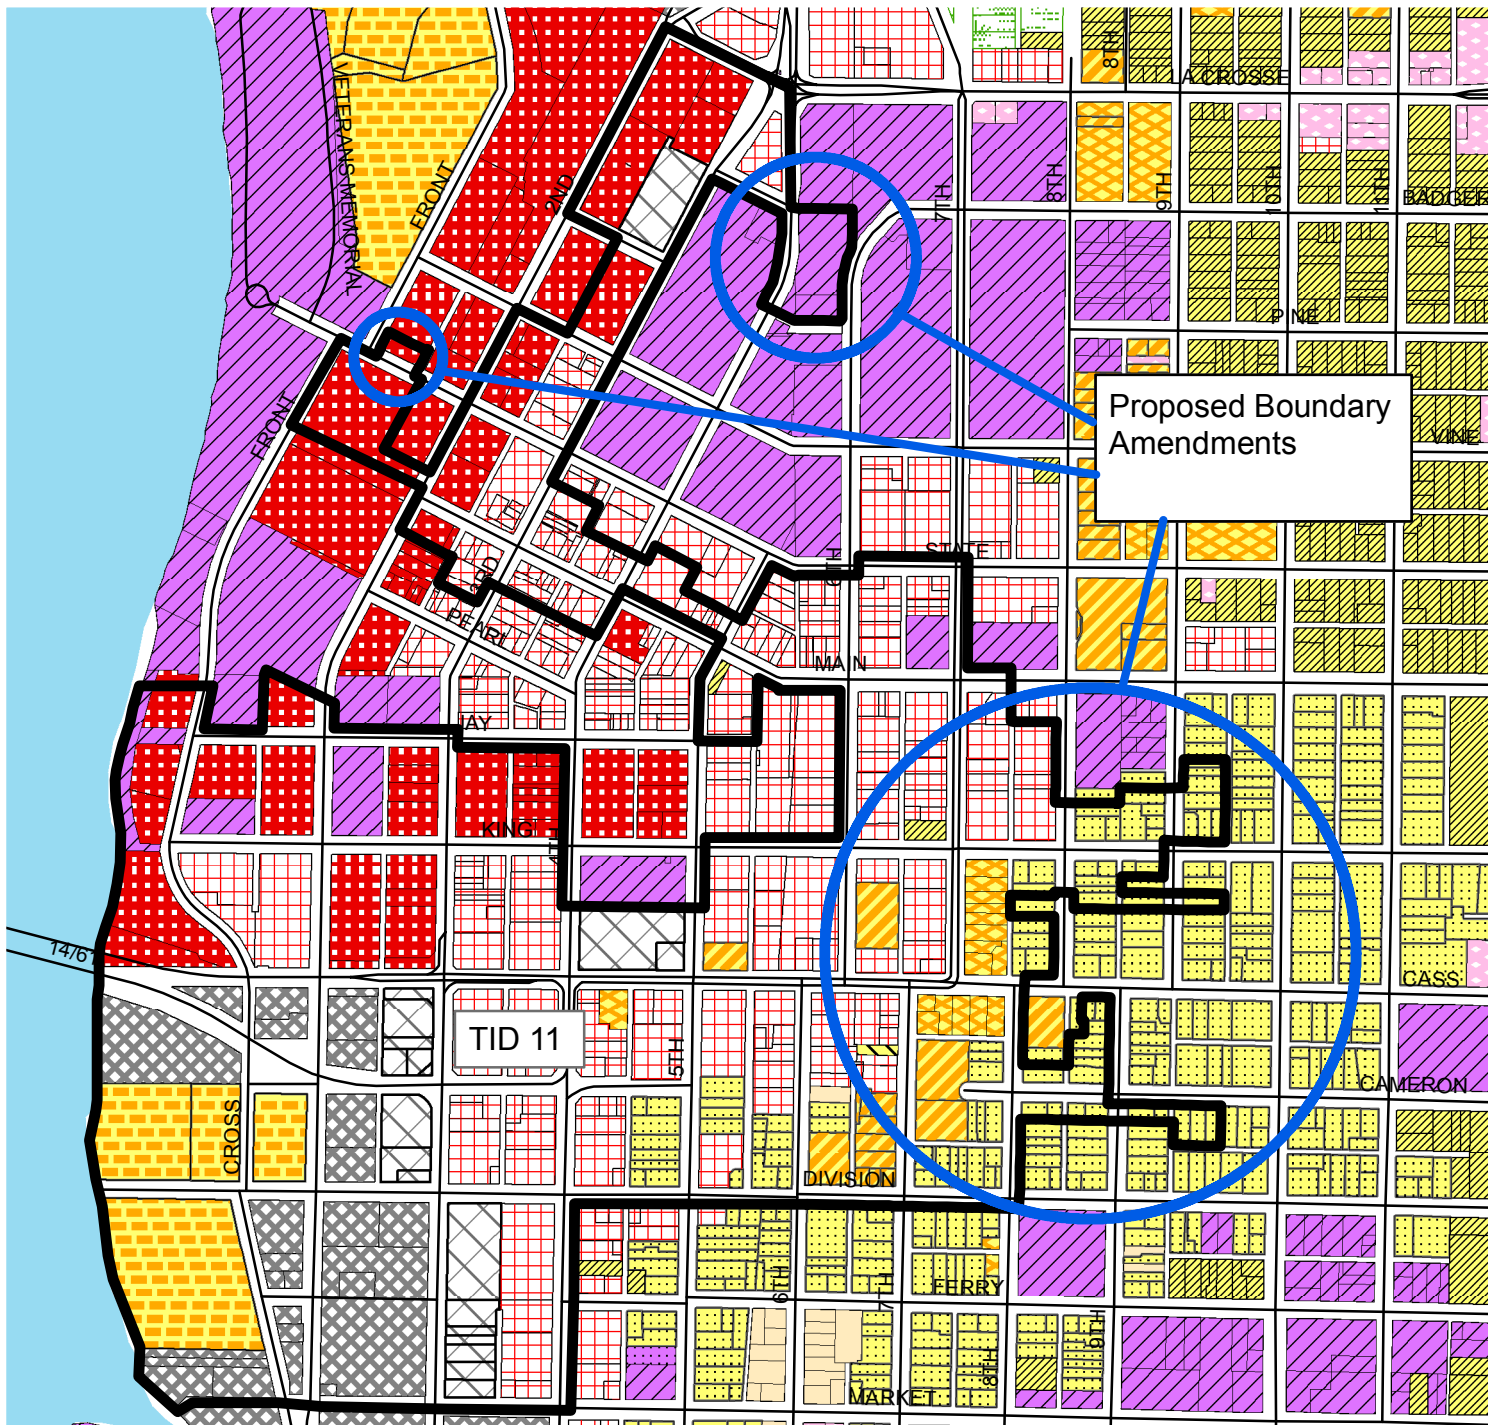 8TH
LA CROSSE
VETERANS MEMORIAL
FRONT
2ND
7TH
8TH
9TH
10TH
11TH
BADGER
PINE
Proposed Boundary
Amendments
VINE
FRONT
STATE
6TH
3RD
PEARL
MAIN
JAY
KING
4TH
14/61
CASS
TID 11
5TH
CAMERON
CROSS
DIVISION
6TH
7TH
FERRY
8TH
9TH
MARKET